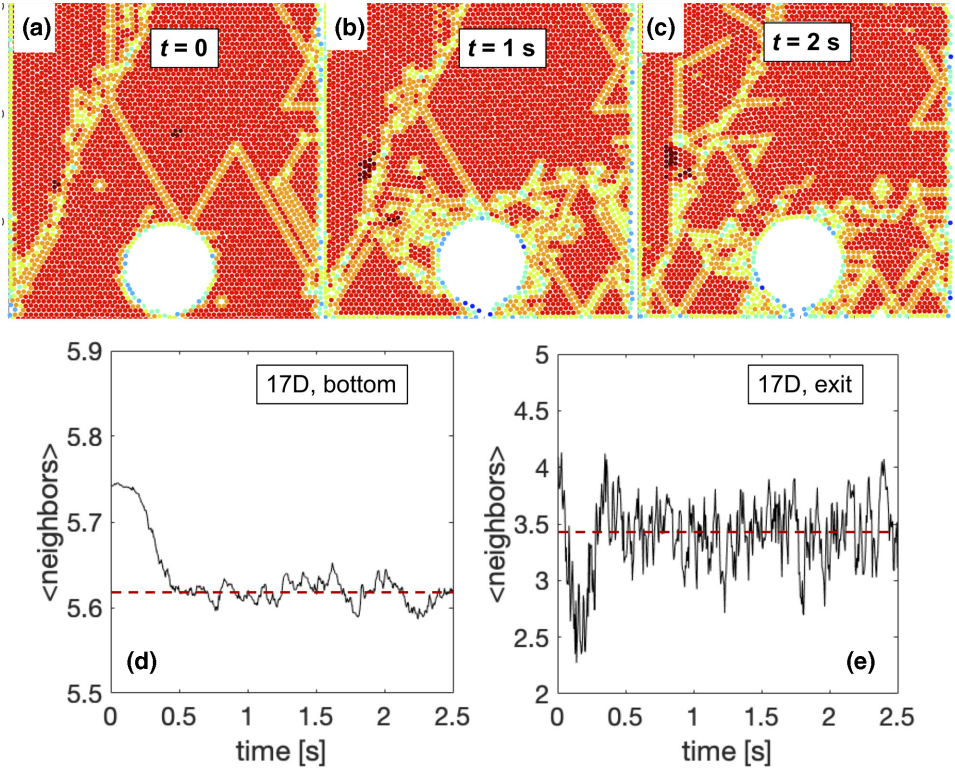 (a)
t = 0
(b)
t = 1 s
(c)
t = 2 s
5.9
5.8
5.7
5.6
5.5
<neighbors>
17D, bottom
(d)
0
0.5
1
1.5
2
2.5
time [s]
5
4.5
4
3.5
3
2.5
2
<neighbors>
17D, exit
(e)
0
0.5
1
1.5
2
2.5
time [s]